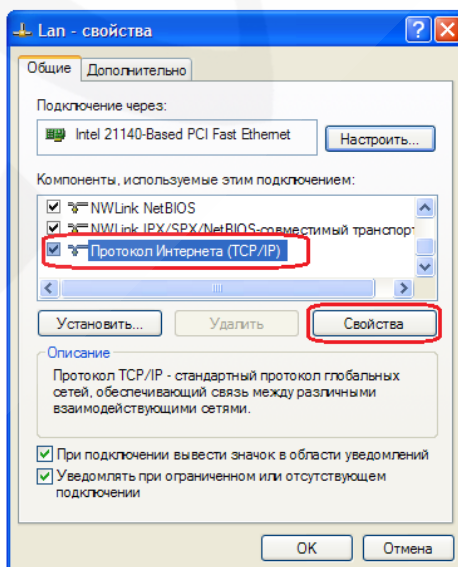 Lan - свойства
Общие
Дополнительно
Подключение через:
Intel 21140-Based PCI Fast Ethernet
Настроить...
Компоненты, используемые этим подключением:
NWLink NetBIOS
NWLink IPX/SPX/NetBIOS-совместимый транспорт
Протокол Интернета (TCP/IP)
Установить...
Удалить
Свойства
Описание
Протокол TCP/IP - стандартный протокол глобальных
сетей, обеспечивающий связь между различными
взаимодействующими сетями.
При подключении вывести значок в области уведомлений
Уведомлять при ограниченном или отсутствующем
подключении
OK
Отмена